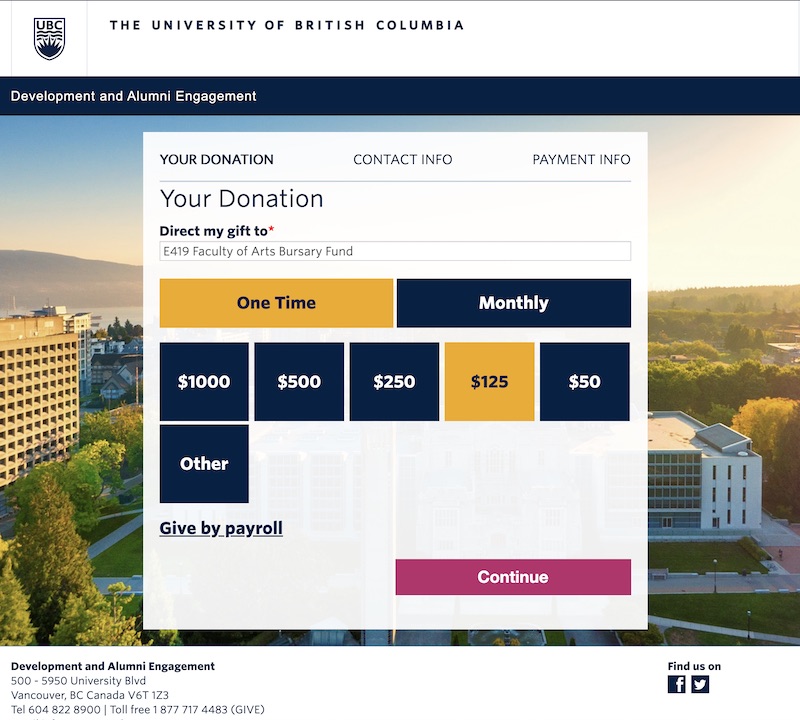 UBC
THE UNIVERSITY OF BRITISH COLUMBIA
Development and Alumni Engagement
YOUR DONATION CONTACT INFO PAYMENT INFO
Your Donation
Direct my gift to*
E419 Faculty of Arts Bursary Fund
One Time Monthly
$1000 $500 $250 $125 $50
Other
Give by payroll
Continue
Development and Alumni Engagement Find us on
500 - 5950 University Blvd
Vancouver, BC Canada V6T 1Z3
Tel 604 822 8900 | Toll free 1 877 717 4483 (GIVE)